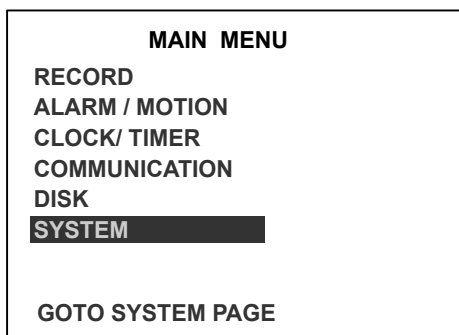 MAIN MENU
RECORD
ALARM / MOTION
CLOCK/ TIMER
COMMUNICATION
DISK
SYSTEM
GOTO SYSTEM PAGE